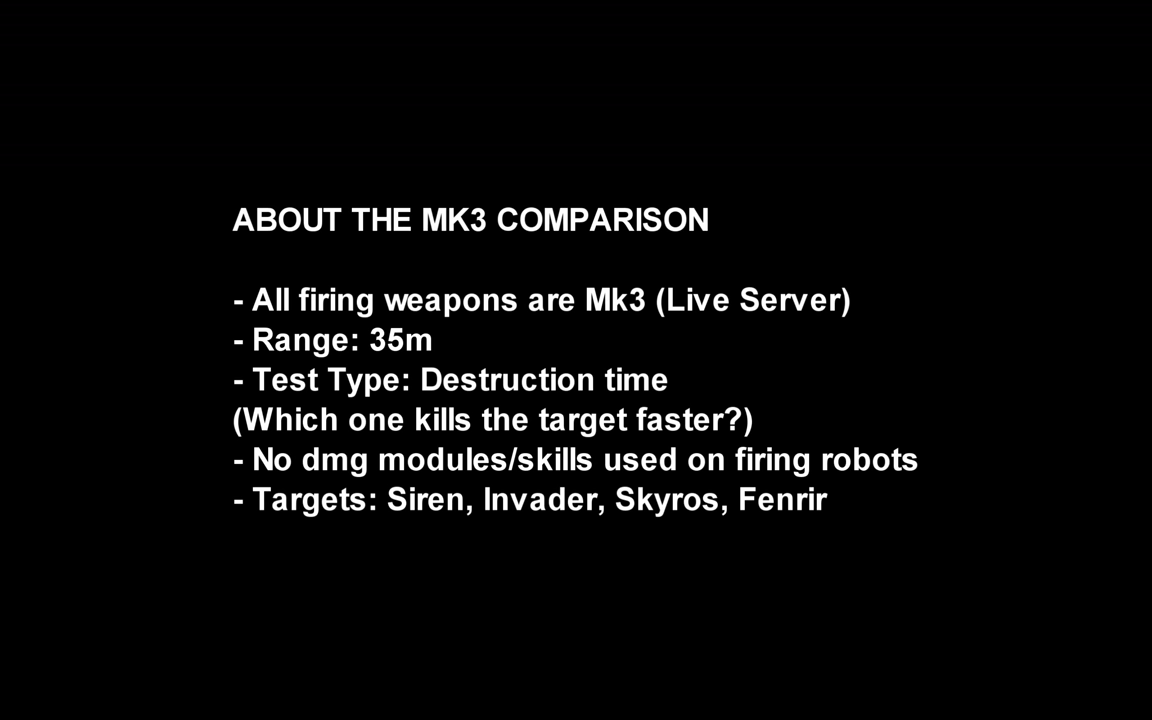 ABOUT THE MK3 COMPARISON
- All firing weapons are Mk3 (Live Server)
- Range: 35m
- Test Type: Destruction time
(Which one kills the target faster?)
- No dmg modules/skills used on firing robots
- Targets: Siren, Invader, Skyros, Fenrir